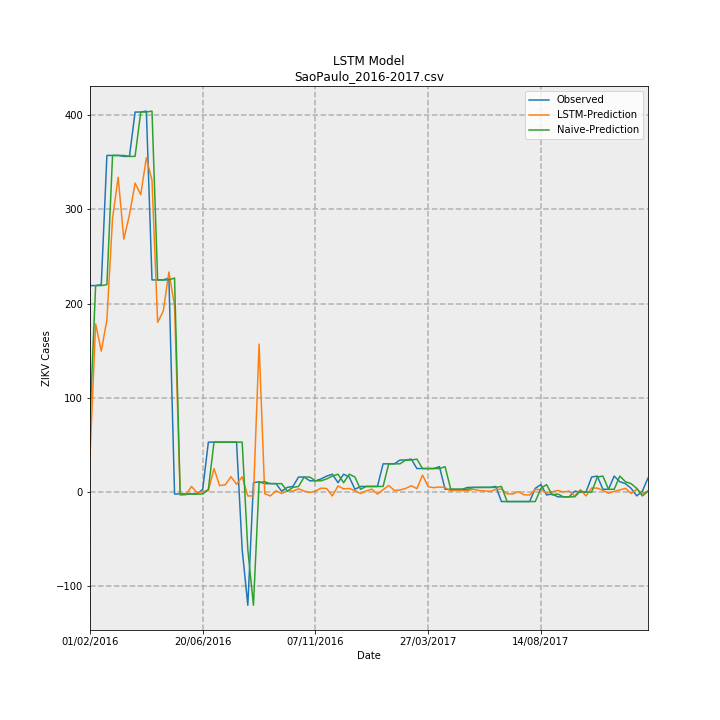 LSTM Model
SaoPaulo_2016-2017.csv
Observed
LSTM-Prediction
Naive-Prediction
400
300
200
100
0
−100
ZIKV Cases
01/02/2016
20/06/2016
07/11/2016
27/03/2017
14/08/2017
Date